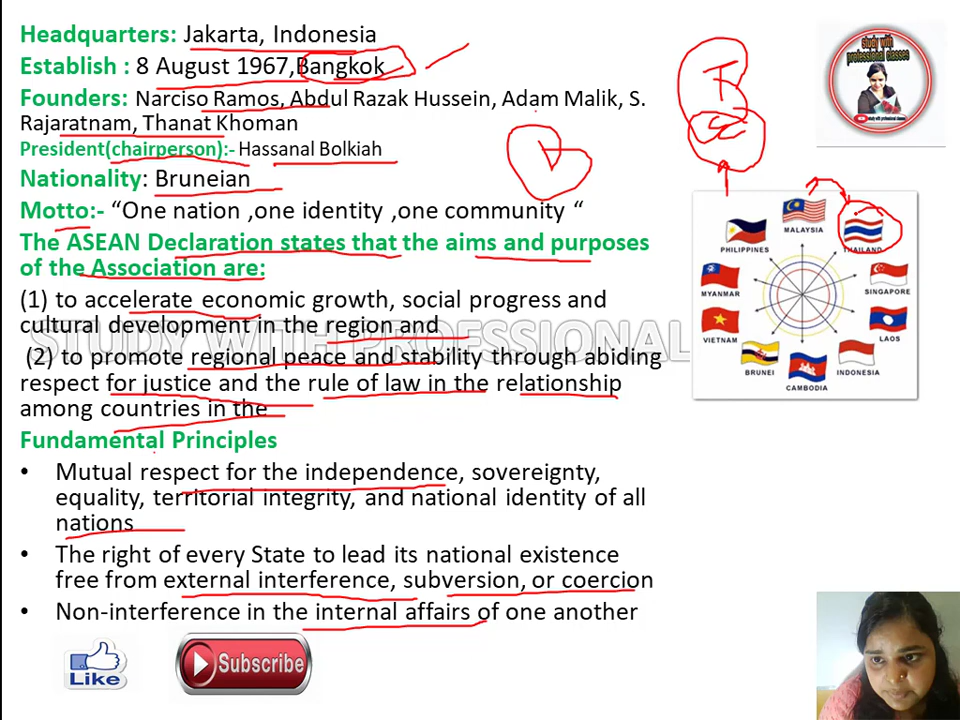 Headquarters: Jakarta, Indonesia
Establish : 8 August 1967,Bangkok
Founders: Narciso Ramos, Abdul Razak Hussein, Adam Malik, S.
Rajaratnam, Thanat Khoman
President(chairperson):- Hassanal Bolkiah
Nationality: Bruneian
Motto:- “One nation ,one identity ,one community “
The ASEAN Declaration states that the aims and purposes
of the Association are:
(1) to accelerate economic growth, social progress and
cultural development in the region and
STUDY WITH PROFESSIONAL
(2) to promote regional peace and stability through abiding
respect for justice and the rule of law in the relationship
among countries in the
Fundamental Principles
• Mutual respect for the independence, sovereignty,
equality, territorial integrity, and national identity of all
nations
• The right of every State to lead its national existence
free from external interference, subversion, or coercion
• Non-interference in the internal affairs of one another
Like
Subscribe
study with
professional classes
MALAYSIA
PHILIPPINES
THAILAND
MYANMAR
SINGAPORE
VIETNAM
LAOS
BRUNEI
INDONESIA
CAMBODIA